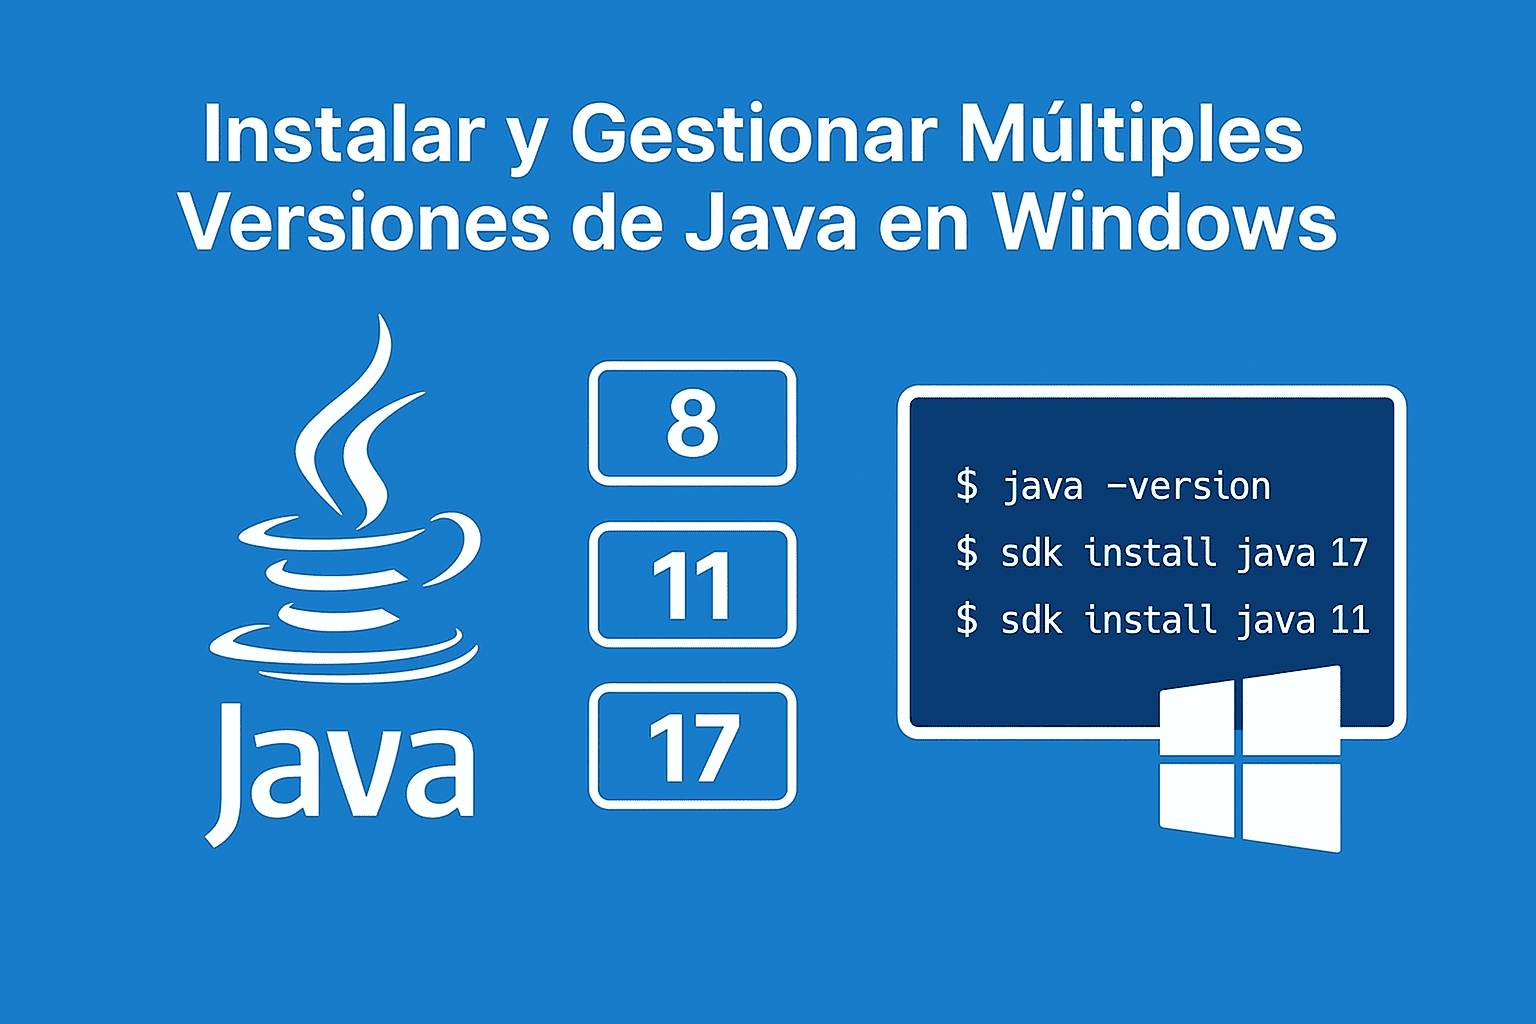 Instalar y Gestionar Múltiples
Versiones de Java en Windows
Java
8
11
17
$ java –version
$ sdk install java 17
$ sdk install java 11